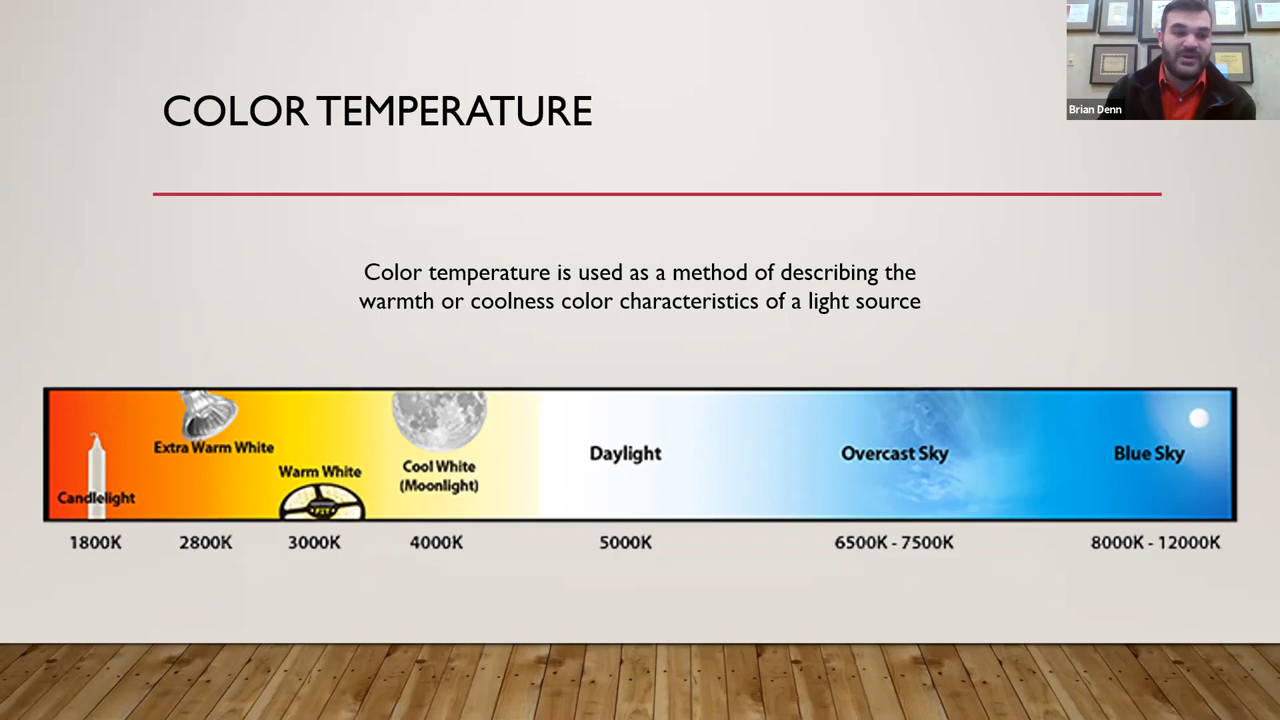 Brian Denn
COLOR TEMPERATURE
Color temperature is used as a method of describing the
warmth or coolness color characteristics of a light source
Candlelight
Extra Warm White
Warm White
Cool White
(Moonlight)
Daylight
Overcast Sky
Blue Sky
1800K
2800K
3000K
4000K
5000K
6500K - 7500K
8000K - 12000K